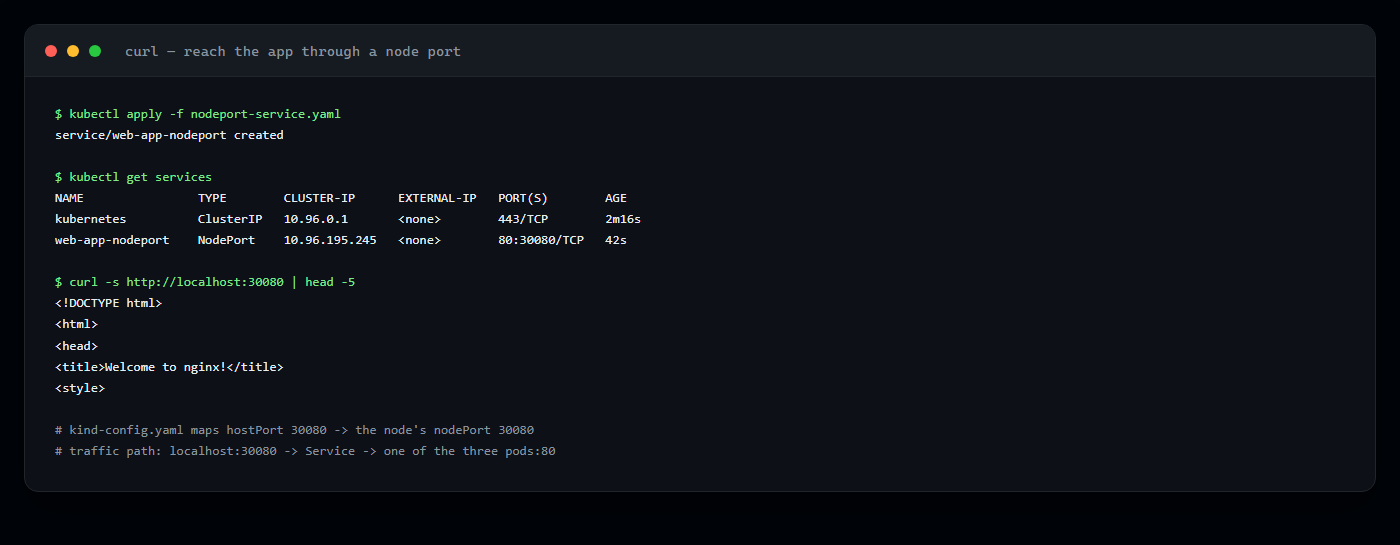 curl — reach the app through a node port
$ kubectl apply -f nodeport-service.yaml
service/web-app-nodeport created
$ kubectl get services
NAME                TYPE        CLUSTER-IP      EXTERNAL-IP   PORT(S)        AGE
kubernetes          ClusterIP   10.96.0.1       <none>        443/TCP        2m16s
web-app-nodeport    NodePort    10.96.195.245   <none>        80:30080/TCP   42s
$ curl -s http://localhost:30080 | head -5
<!DOCTYPE html>
<html>
<head>
<title>Welcome to nginx!</title>
<style>
# kind-config.yaml maps hostPort 30080 -> the node's nodePort 30080
# traffic path: localhost:30080 -> Service -> one of the three pods:80